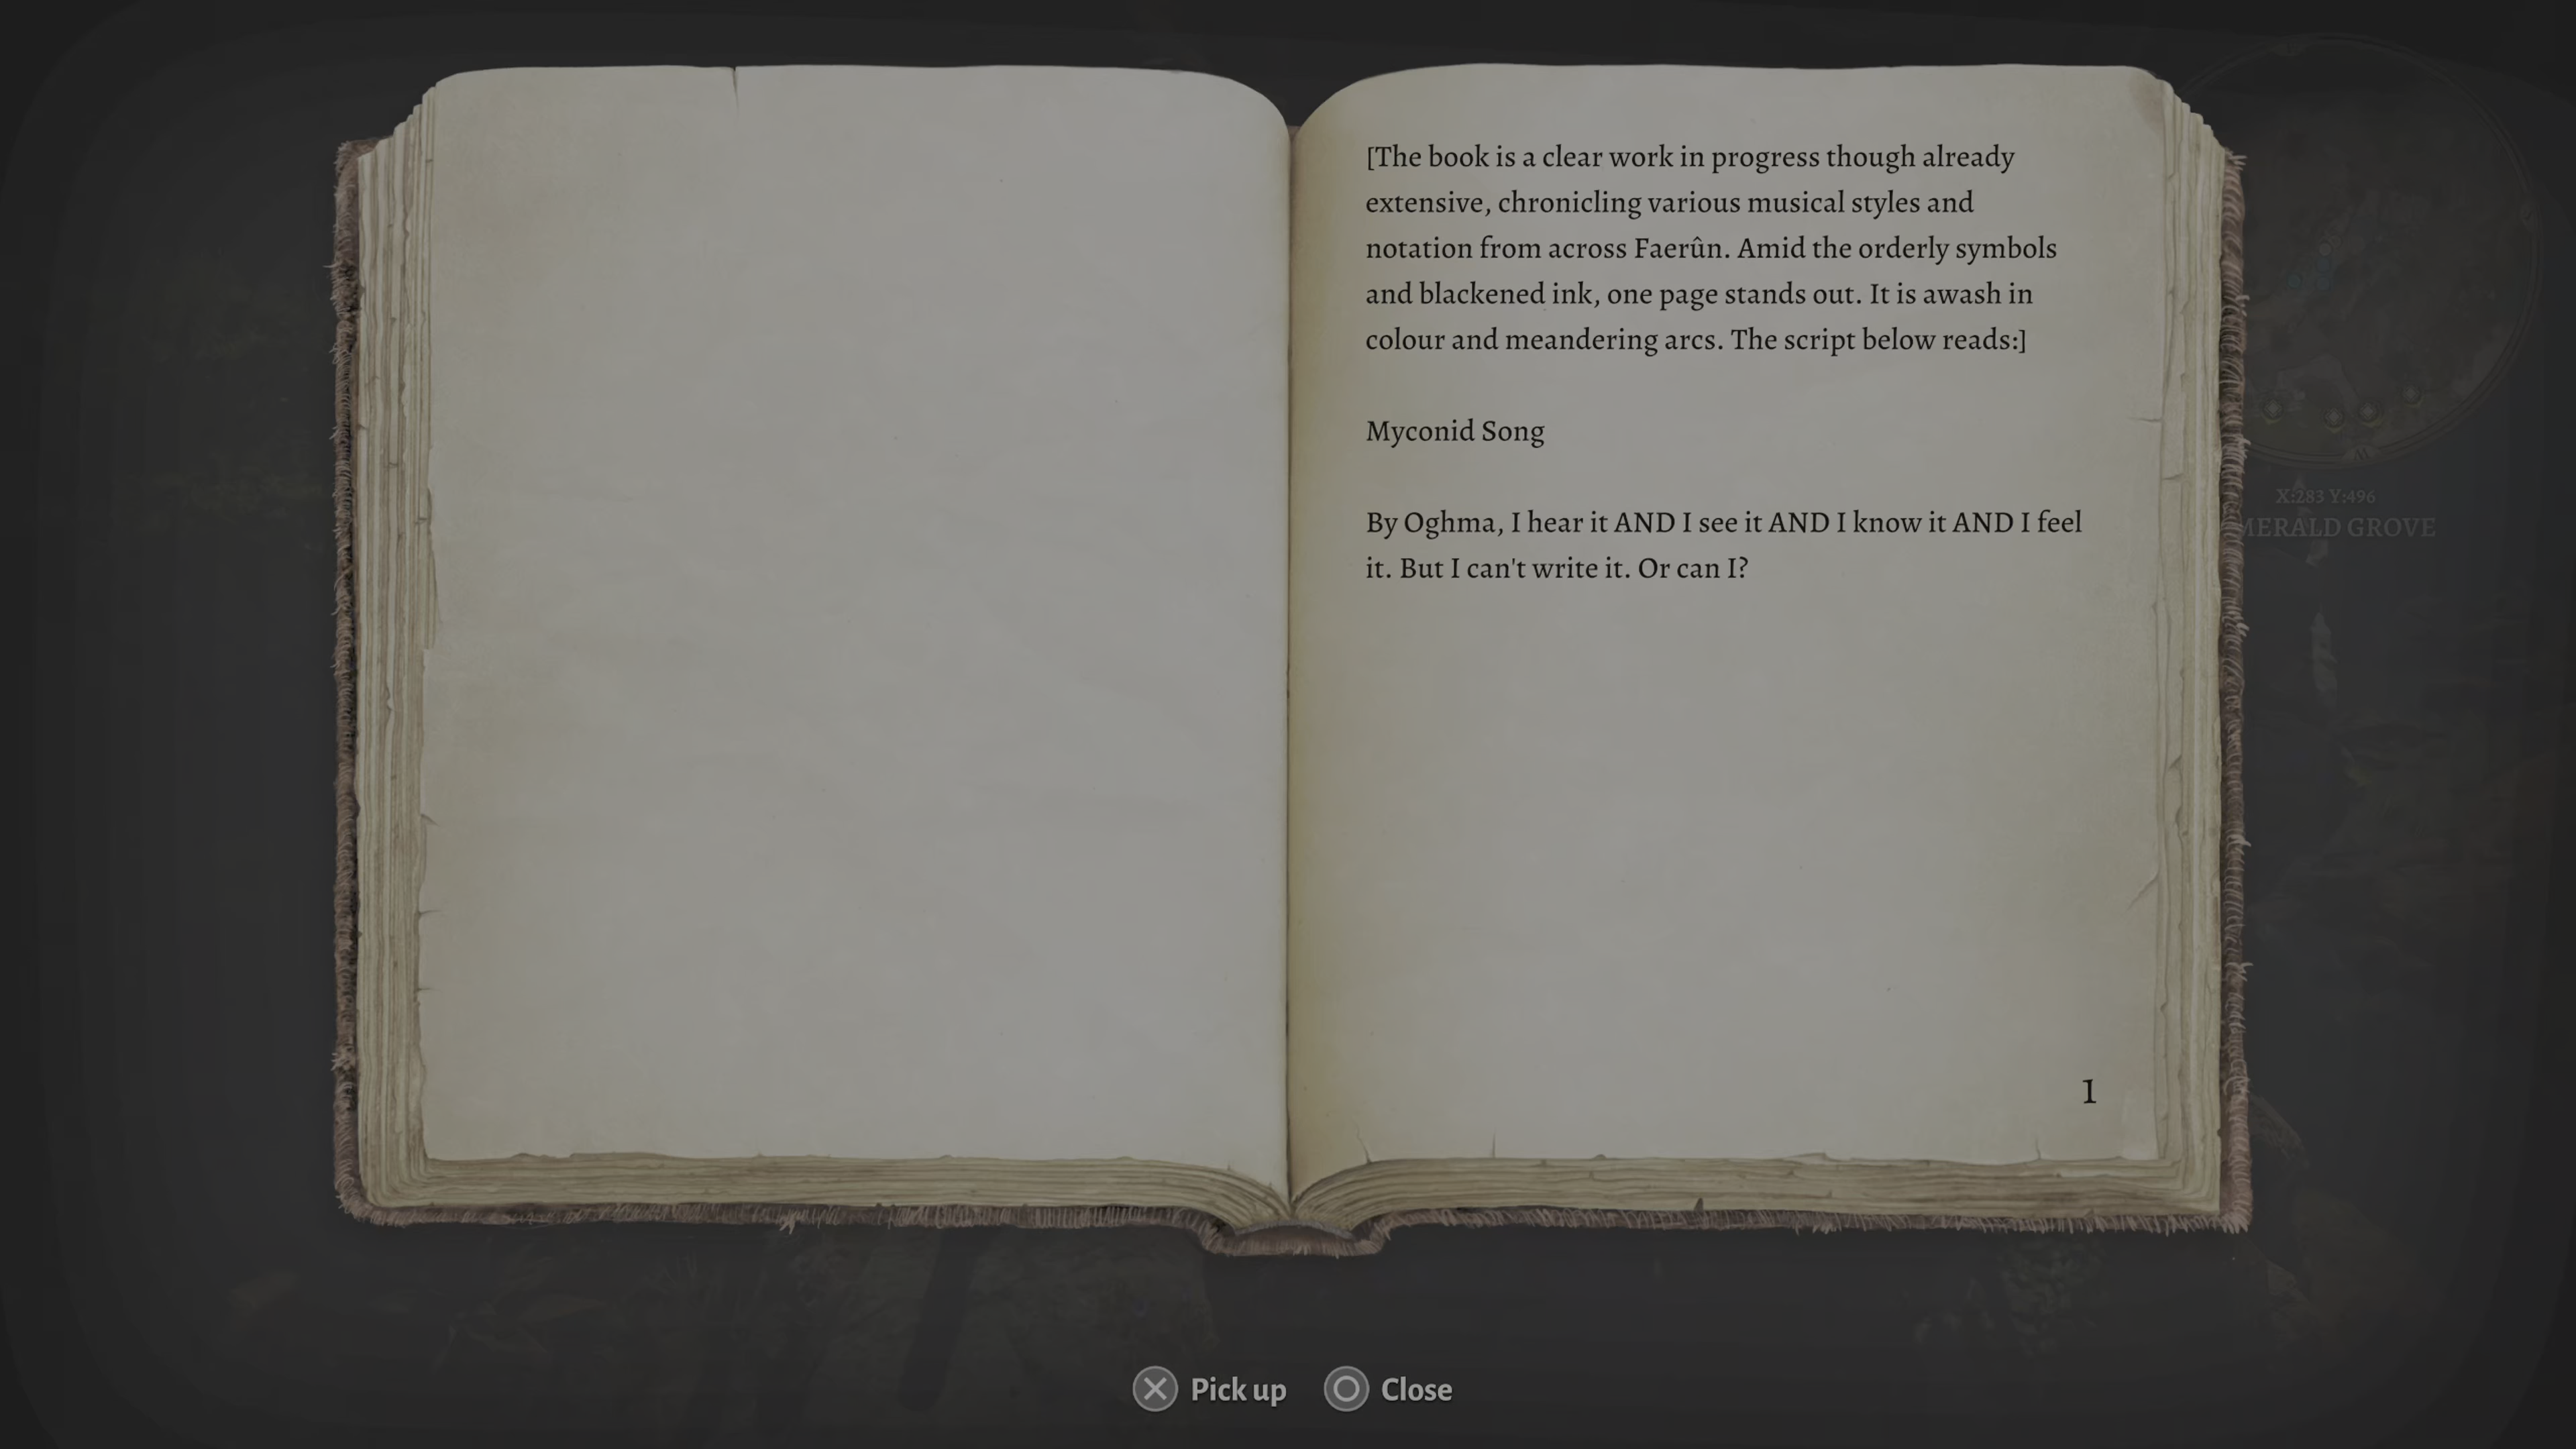 [The book is a clear work in progress though already
extensive, chronicling various musical styles and
notation from across Faerûn. Amid the orderly symbols
and blackened ink, one page stands out. It is awash in
colour and meandering arcs. The script below reads:]
Myconid Song
By Oghma, I hear it AND I see it AND I know it AND I feel
it. But I can't write it. Or can I?
1
X:283 Y:496
MERALD GROVE
Pick up
Close